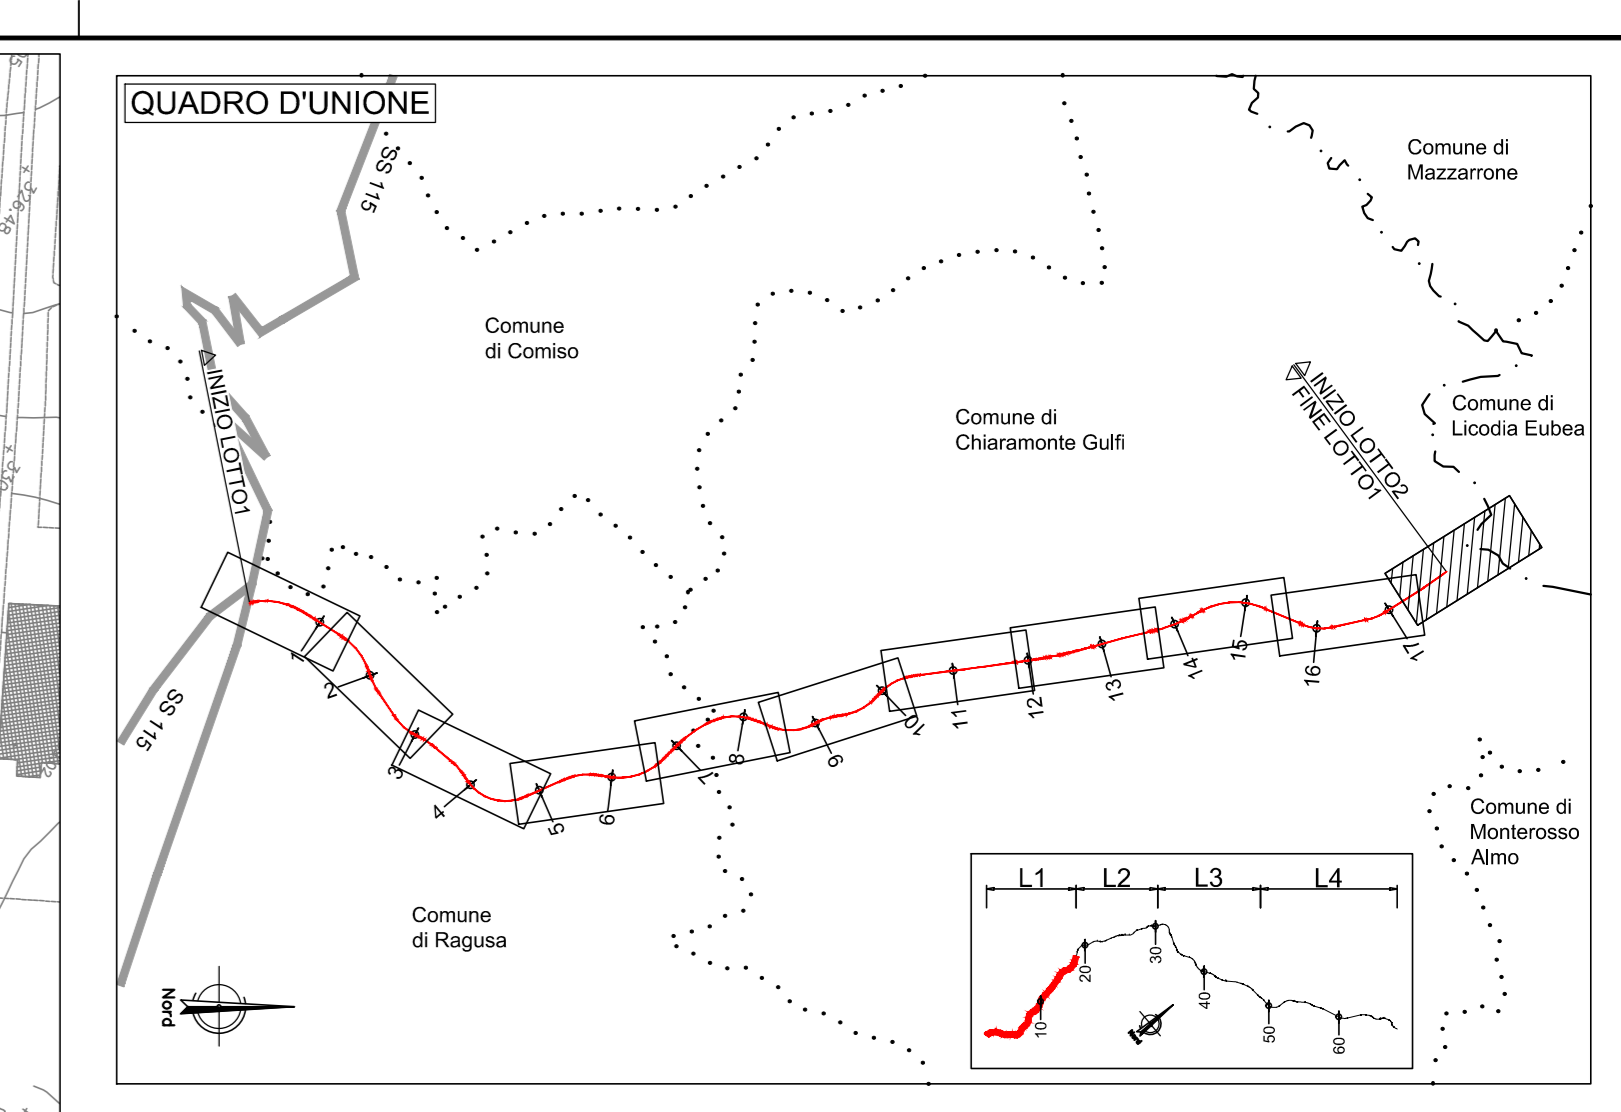 QUADRO D'UNIONE
SS 115
Comune di
Mazzarrone
Comune
di Comiso
INIZIO LOTTO1
Comune di
Chiaramonte Gulfi
INIZIO LOTTO2
FINE LOTTO1
Comune di
Licodia Eubea
1
2
3
4
5
6
7
8
9
10
11
12
13
14
15
16
17
SS 115
Comune di
Monterosso
Almo
Comune
di Ragusa
Nord
L1 L2 L3 L4
10
20
30
40
50
60
x 326.48
x 330